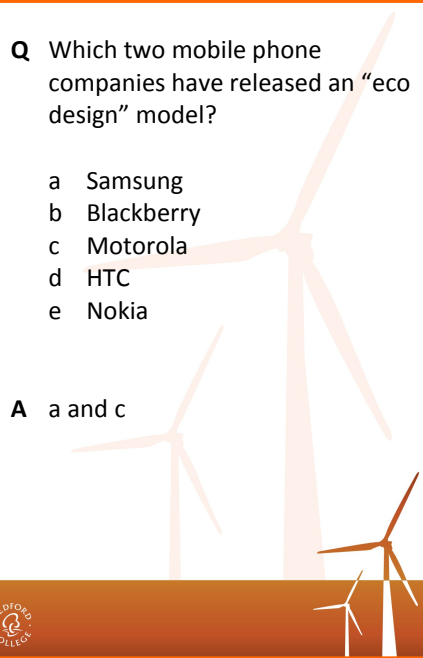 Q Which two mobile phone
companies have released an “eco
design” model?
a Samsung
b Blackberry
c Motorola
d HTC
e Nokia
A a and c